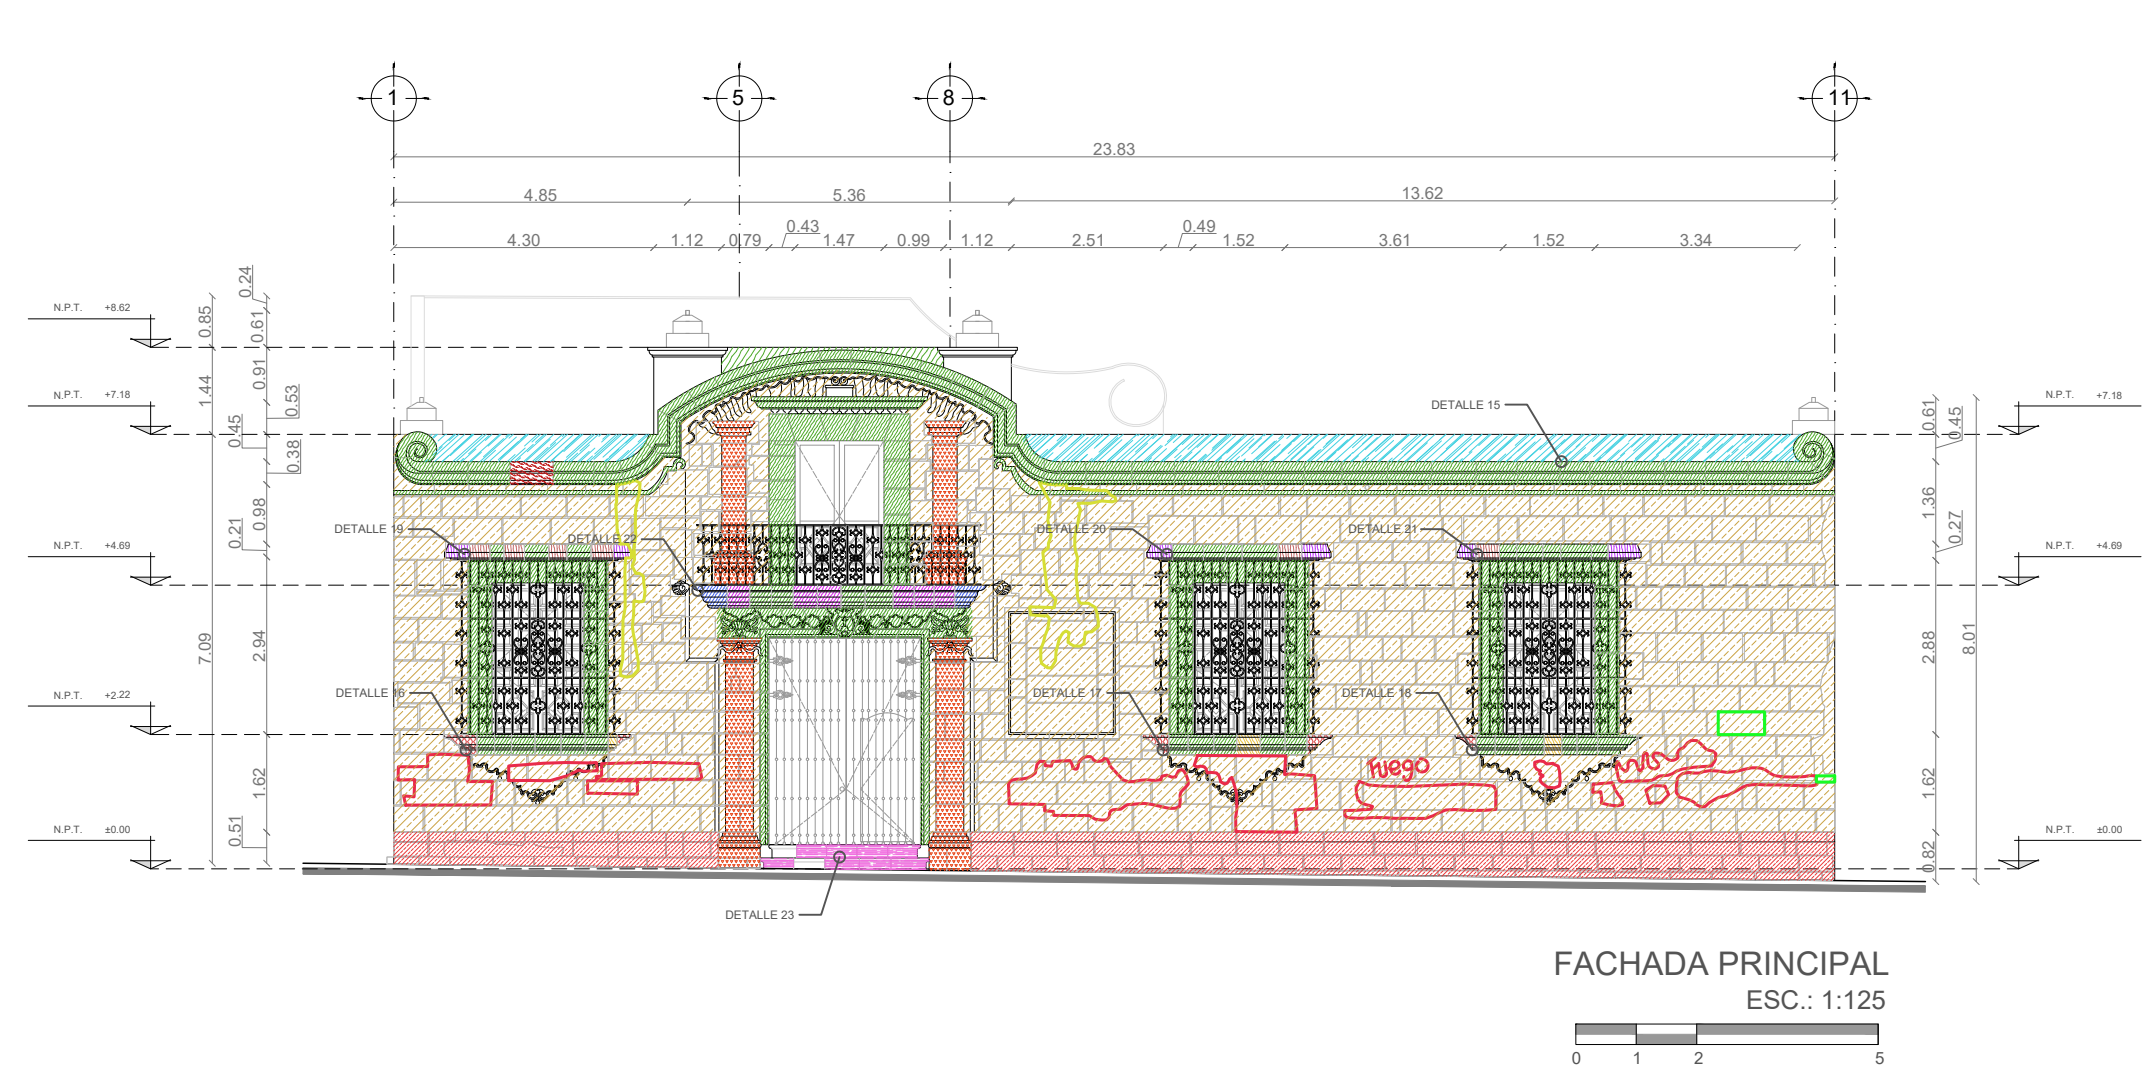 1 5 8 11
23.83
4.85 5.36 13.62
0.43 0.49
4.30 1.12 0.79 1.47 0.99 1.12 2.51 1.52 3.61 1.52 3.34
0.24
N.P.T. +8.62
0.85 0.61
0.91
N.P.T. +7.18
1.44 0.53
DETALLE 15
N.P.T. +7.18
0.61 0.45
0.45 0.38
0.98 0.21
1.36 0.27
DETALLE 19
DETALLE 22
DETALLE 20
DETALLE 21
N.P.T. +4.69
N.P.T. +4.69
7.09 2.94
2.88 8.01
DETALLE 16
DETALLE 17
DETALLE 18
N.P.T. +2.22
fuego
1.62
1.62
0.51
N.P.T. ±0.00
N.P.T. ±0.00
0.82
DETALLE 23
FACHADA PRINCIPAL
ESC.: 1:125
0 1 2 5